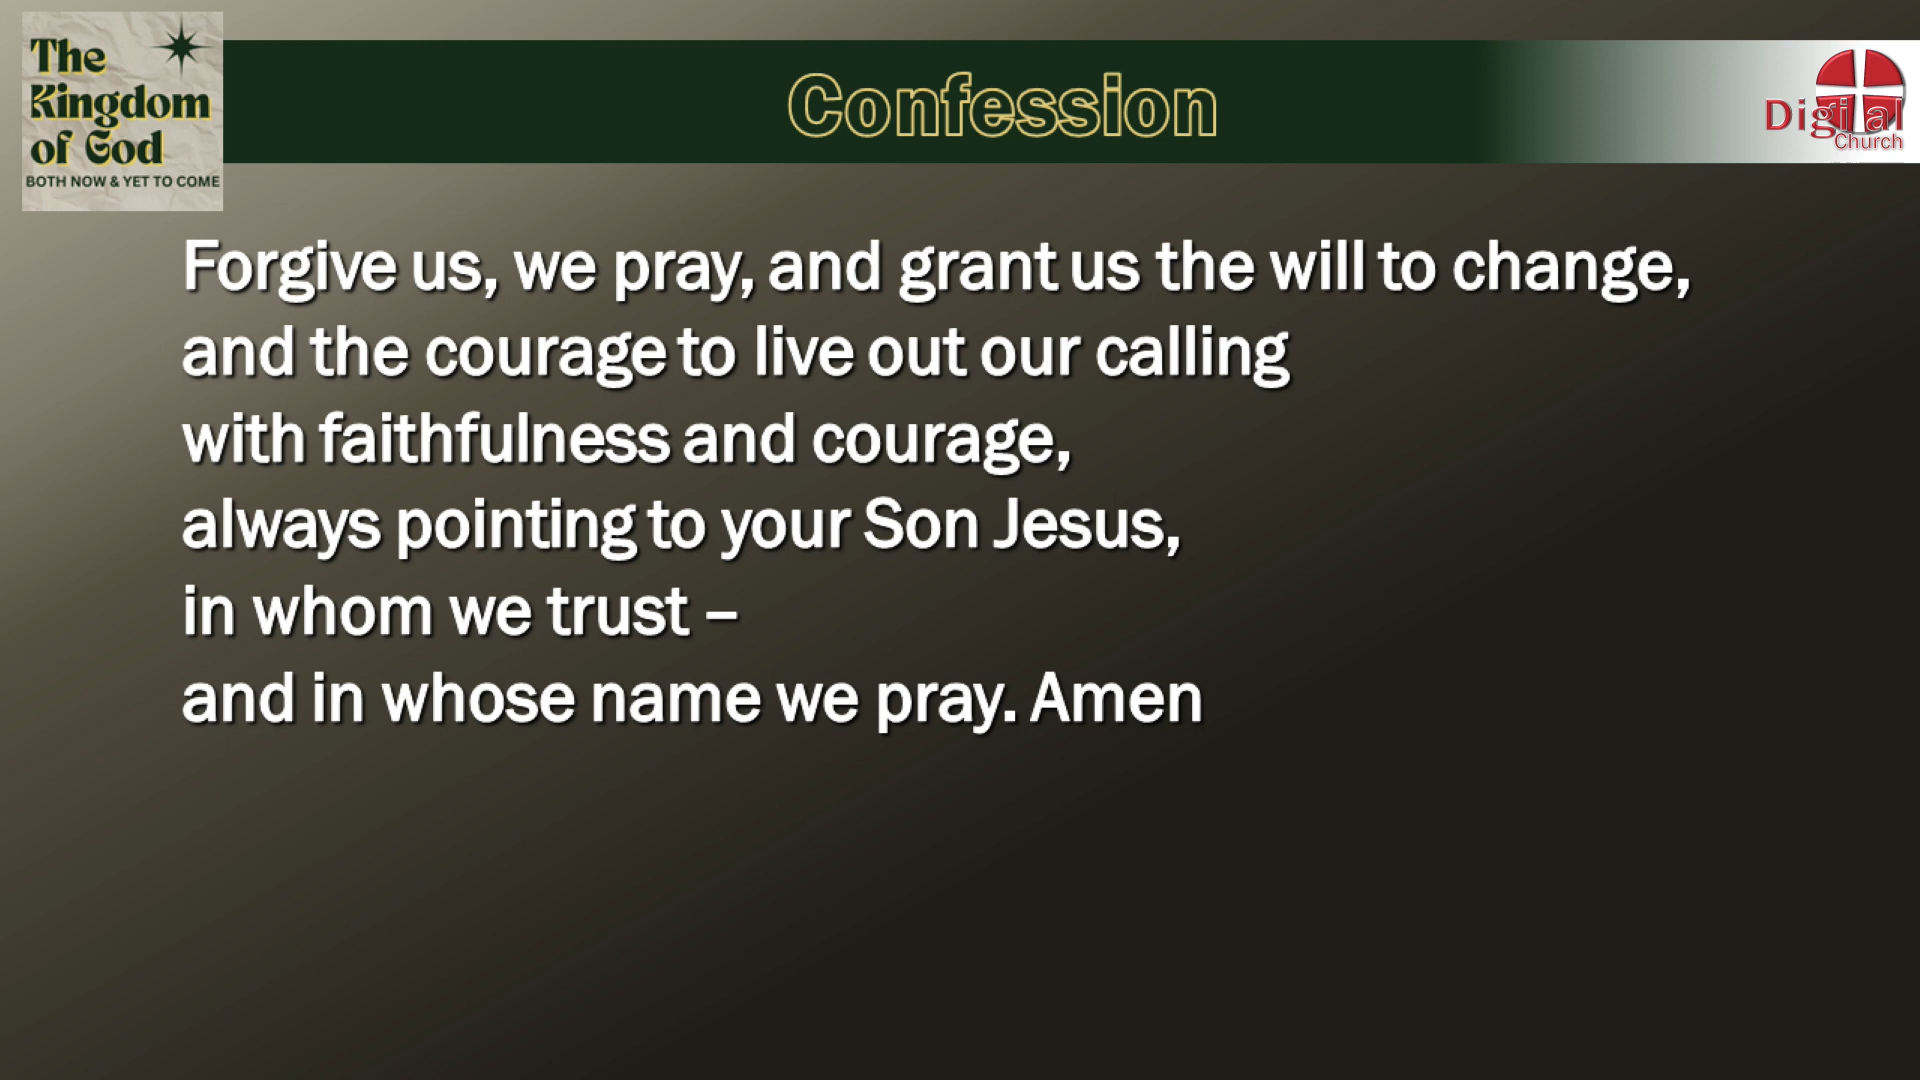 The
Kingdom
of God
BOTH NOW & YET TO COME
Confession
Digital
Church
Forgive us, we pray, and grant us the will to change,
and the courage to live out our calling
with faithfulness and courage,
always pointing to your Son Jesus,
in whom we trust –
and in whose name we pray. Amen